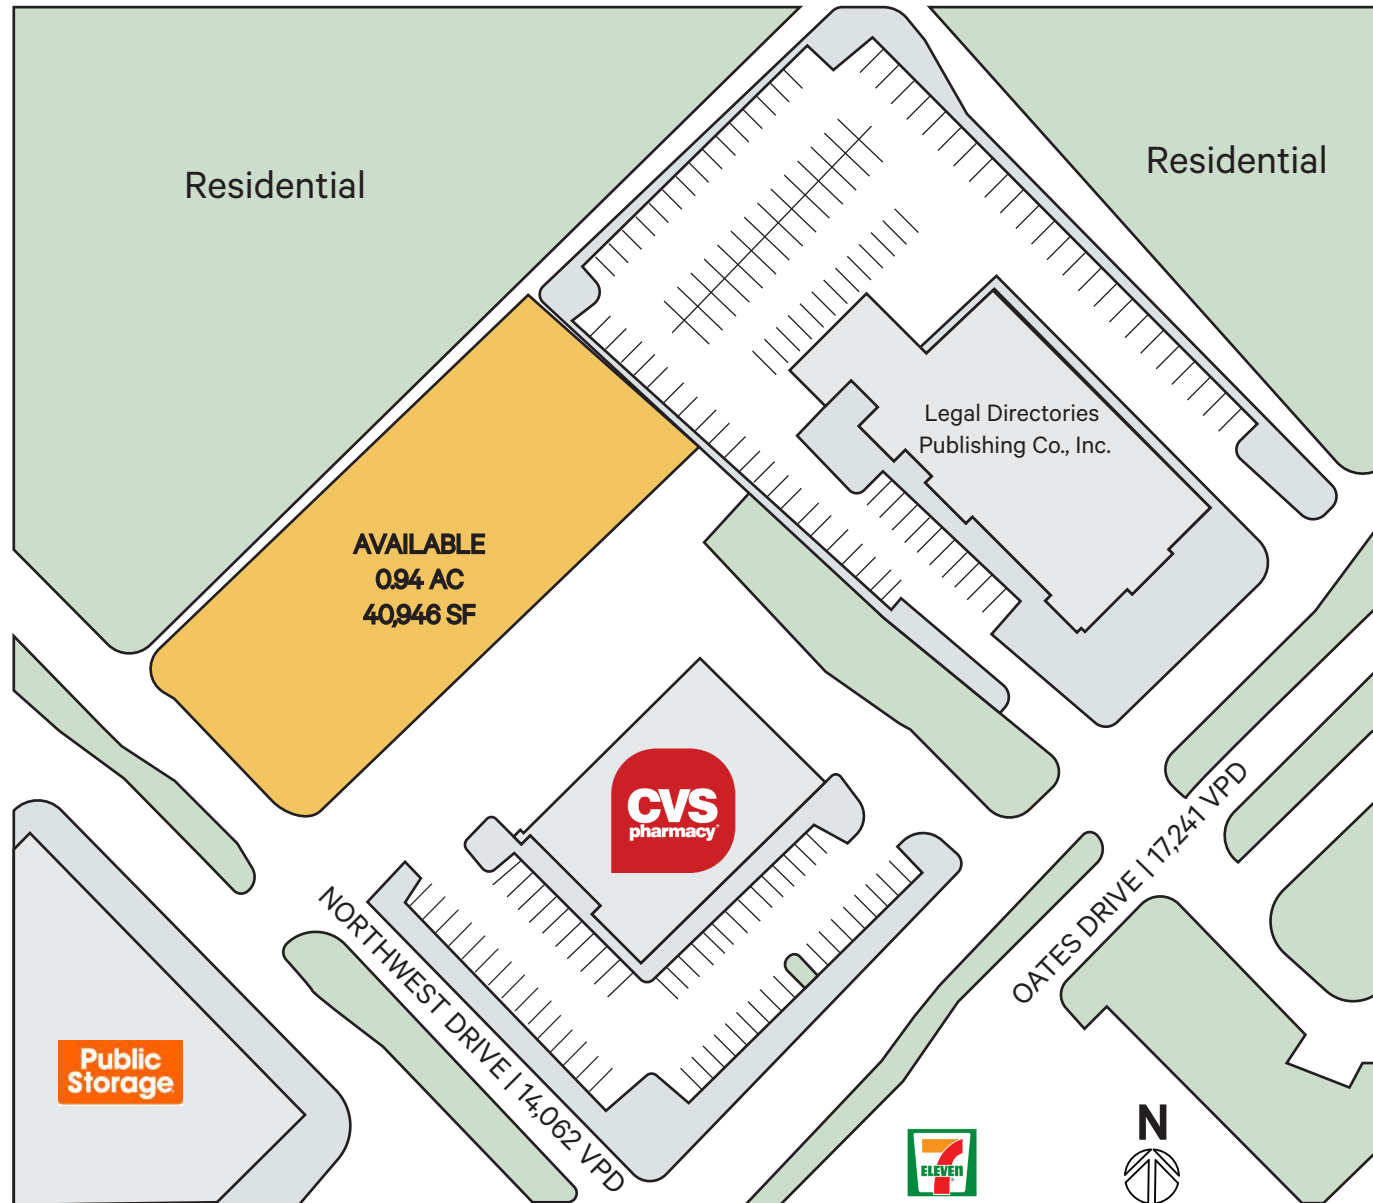 Residential
Residential
Legal Directories
Publishing Co., Inc.
AVAILABLE
0.94 AC
40,946 SF
CVS
pharmacy
NORTHWEST DRIVE | 14,062 VPD
OATES DRIVE | 17,241 VPD
Public
Storage
7
ELEVEN
N